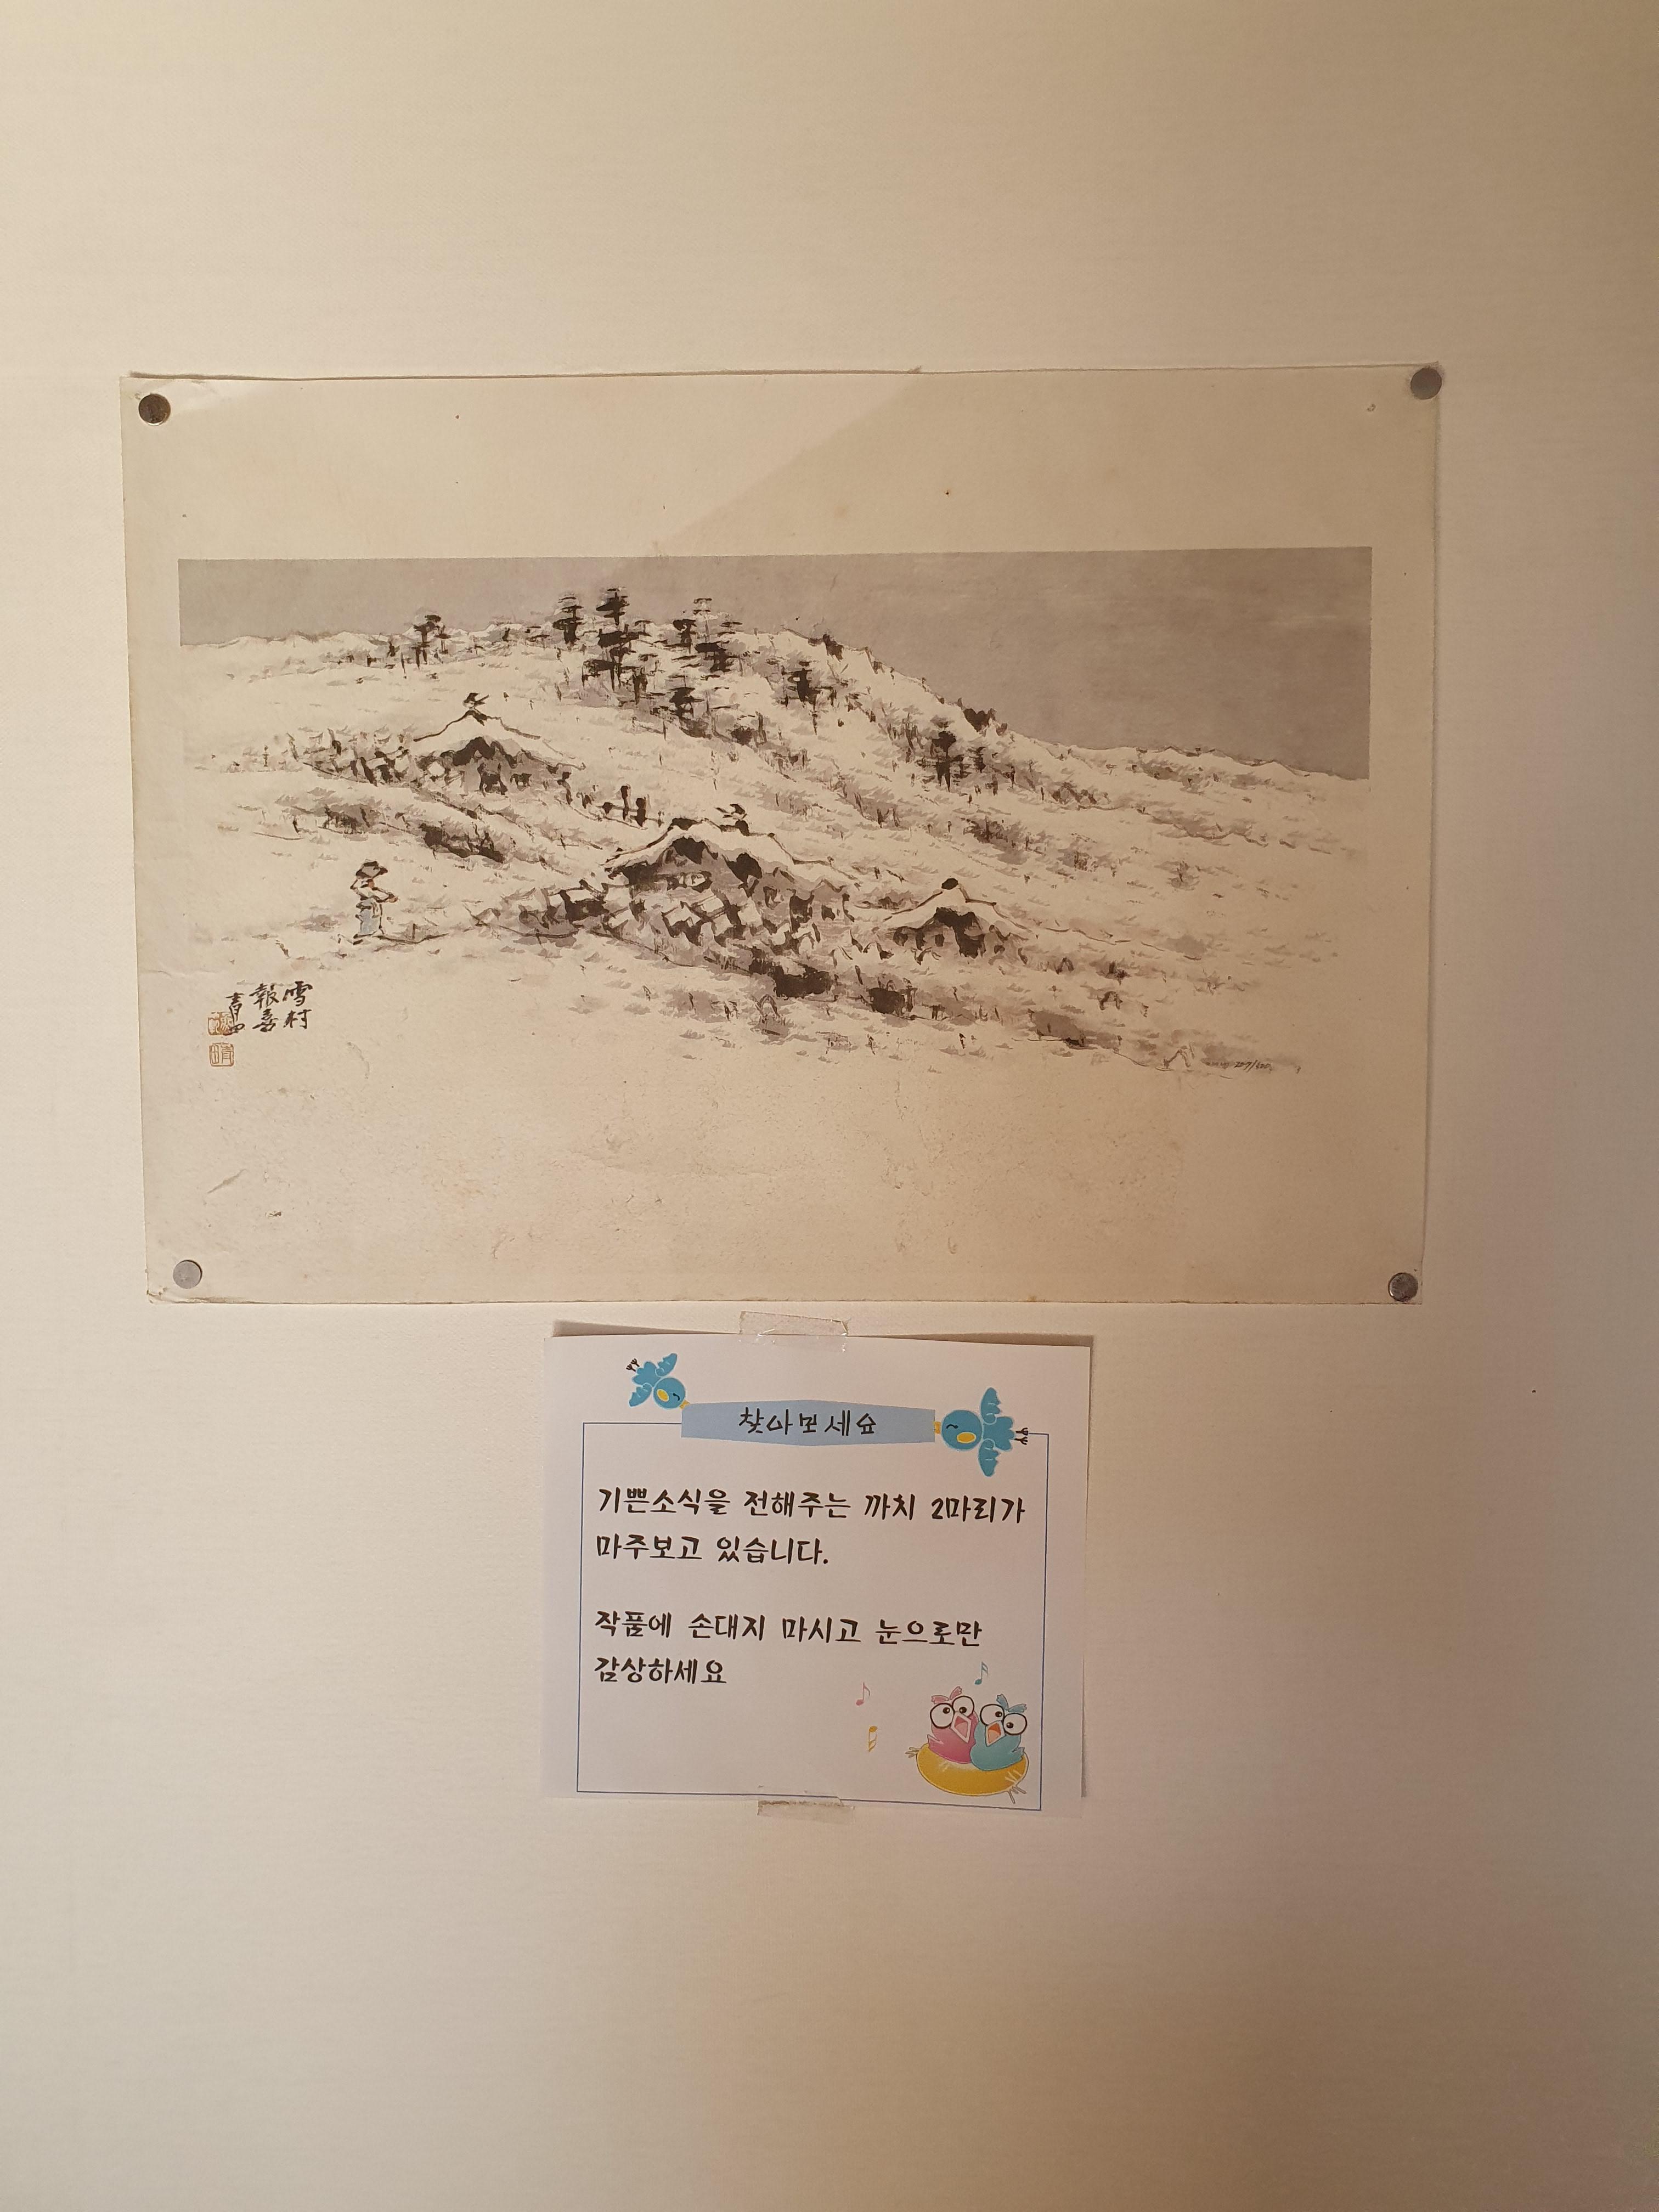 雪村
報喜
찾아보세요
기쁜소식을 전해주는 까치 2마리가
마주보고 있습니다.
작품에 손대지 마시고 눈으로만
감상하세요